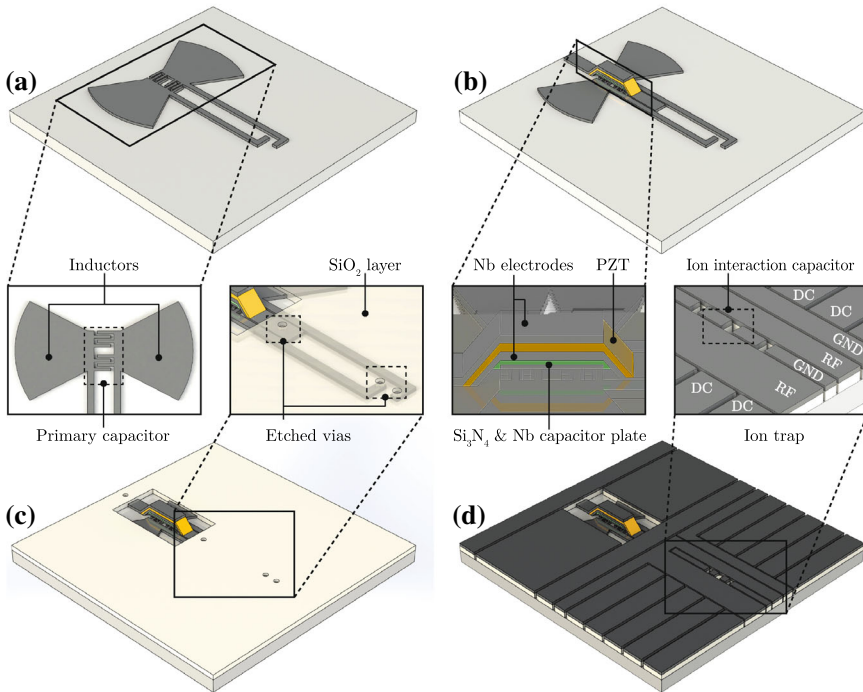 (a)
(b)
Inductors
SiO₂ layer
Nb electrodes
PZT
Ion interaction capacitor
DC
DC
GND
RF
GND
RF
DC
DC
Primary capacitor
Etched vias
Si₃N₄ & Nb capacitor plate
Ion trap
(c)
(d)